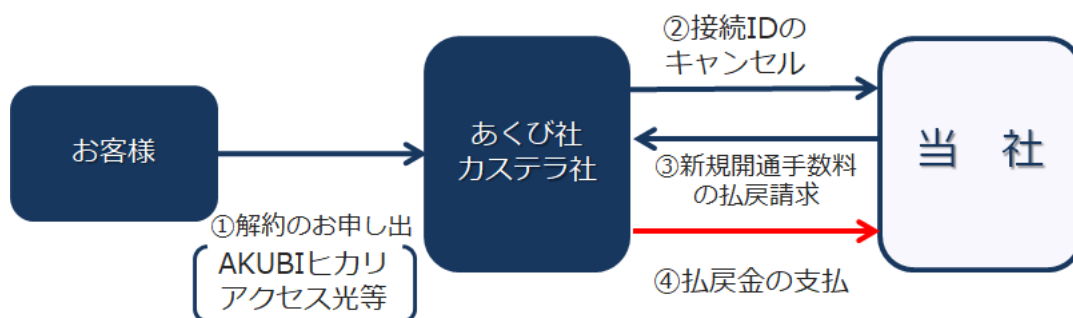 お客様
①解約のお申し出
AKUBIヒカリ
アクセス光等
あくび社
カステラ社
②接続IDの
キャンセル
③新規開通手数料
の払戻請求
④払戻金の支払
当　社